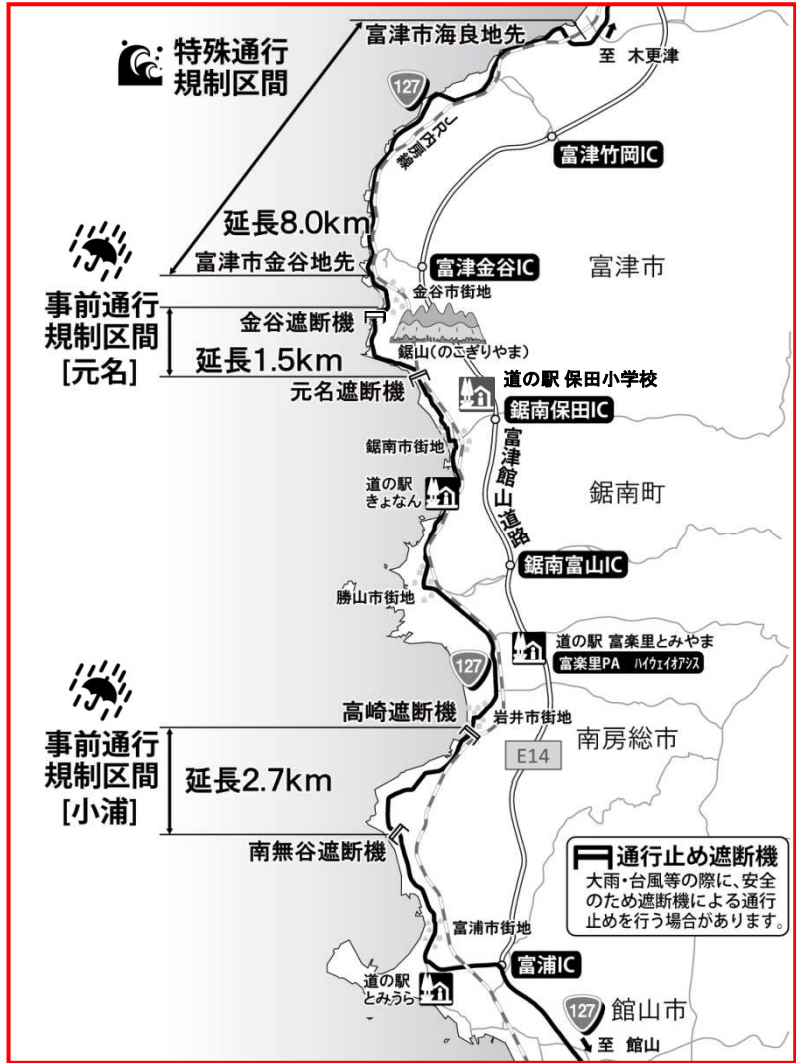 特殊通行
規制区間
富津市海良地先
至 木更津
127
JR内房線
富津竹岡IC
延長8.0km
富津市金谷地先
富津金谷IC
富津市
金谷市街地
事前通行
規制区間
[元名]
金谷遮断機
延長1.5km
鋸山(のこぎりやま)
元名遮断機
道の駅 保田小学校
鋸南保田IC
鋸南市街地
富津館山道路
道の駅
きょなん
鋸南町
鋸南富山IC
勝山市街地
道の駅 富楽里とみやま
富楽里PA ハイウェイオアシス
127
高崎遮断機
岩井市街地
事前通行
規制区間
[小浦]
延長2.7km
南房総市
E14
南無谷遮断機
通行止め遮断機
大雨・台風等の際に、安全
のため遮断機による通行
止めを行う場合があります。
富浦市街地
富浦IC
道の駅
とみうら
127
館山市
至 館山